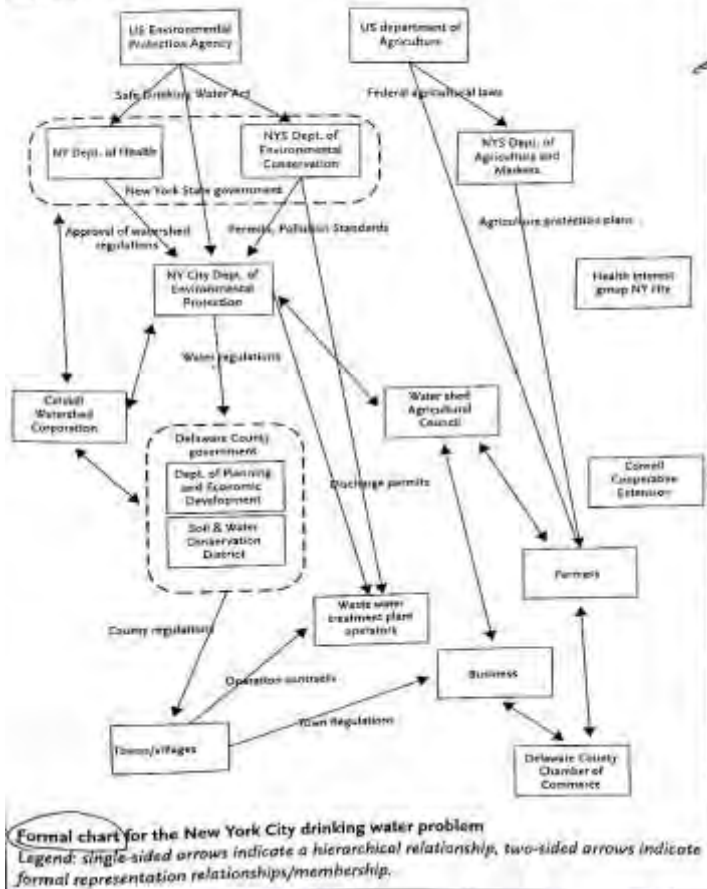 US Environmental
Protection Agency
US department of
Agriculture
Safe Drinking Water Act
Federal agricultural laws
NY Dept. of Health
NYS Dept. of
Environmental
Conservation
NYS Dept. of
Agriculture and
Markets
New York State government
Approval of watershed
regulations
Permits, Pollution Standards
Agriculture protection plans
NY City Dept. of
Environmental
Protection
Health interest
group NY
Water regulations
Catskill
Watershed
Corporation
Water shed
Agricultural
Council
Delaware County
government
Dept. of Planning
and Economic
Development
Discharge permits
Cornell
Cooperative
Extension
Soil & Water
Conservation
District
Farmers
Waste water
treatment plant
operators
County regulations
Operation contracts
Business
Towns/villages
Town Regulations
Delaware County
Chamber of
Commerce
Formal chart for the New York City drinking water problem
Legend: single-sided arrows indicate a hierarchical relationship, two-sided arrows indicate
formal representation relationships/membership.